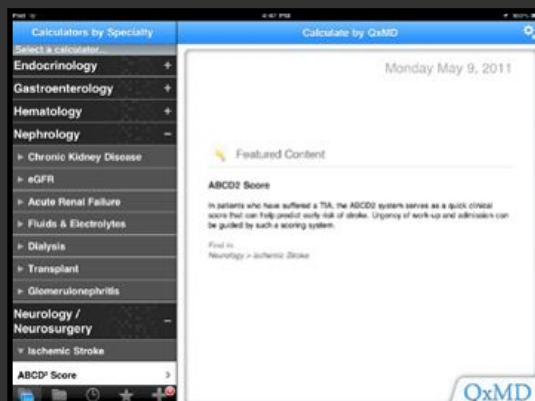 iPad
4:47 PM
100%
Calculators by Specialty
Calculate by QxMD
Select a calculator...
Endocrinology +
Gastroenterology +
Hematology +
Nephrology −
Chronic Kidney Disease
eGFR
Acute Renal Failure
Fluids & Electrolytes
Dialysis
Transplant
Glomerulonephritis
Neurology /
Neurosurgery −
Ischemic Stroke
ABCD² Score
Monday May 9, 2011
Featured Content
ABCD2 Score
In patients who have suffered a TIA, the ABCD2 system serves as a quick clinical
score that can help predict early risk of stroke. Urgency of work-up and admission can
be guided by such a scoring system.
Find in
Neurology > Ischemic Stroke
QxMD